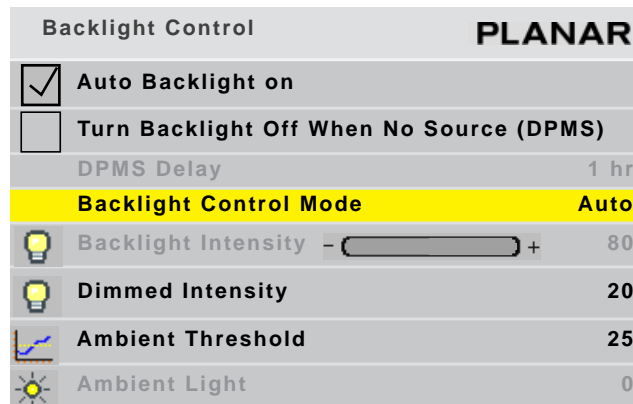 Backlight Control PLANAR
Auto Backlight on
Turn Backlight Off When No Source (DPMS)
DPMS Delay 1 hr
Backlight Control Mode Auto
Backlight Intensity - + 80
Dimmed Intensity 20
Ambient Threshold 25
Ambient Light 0